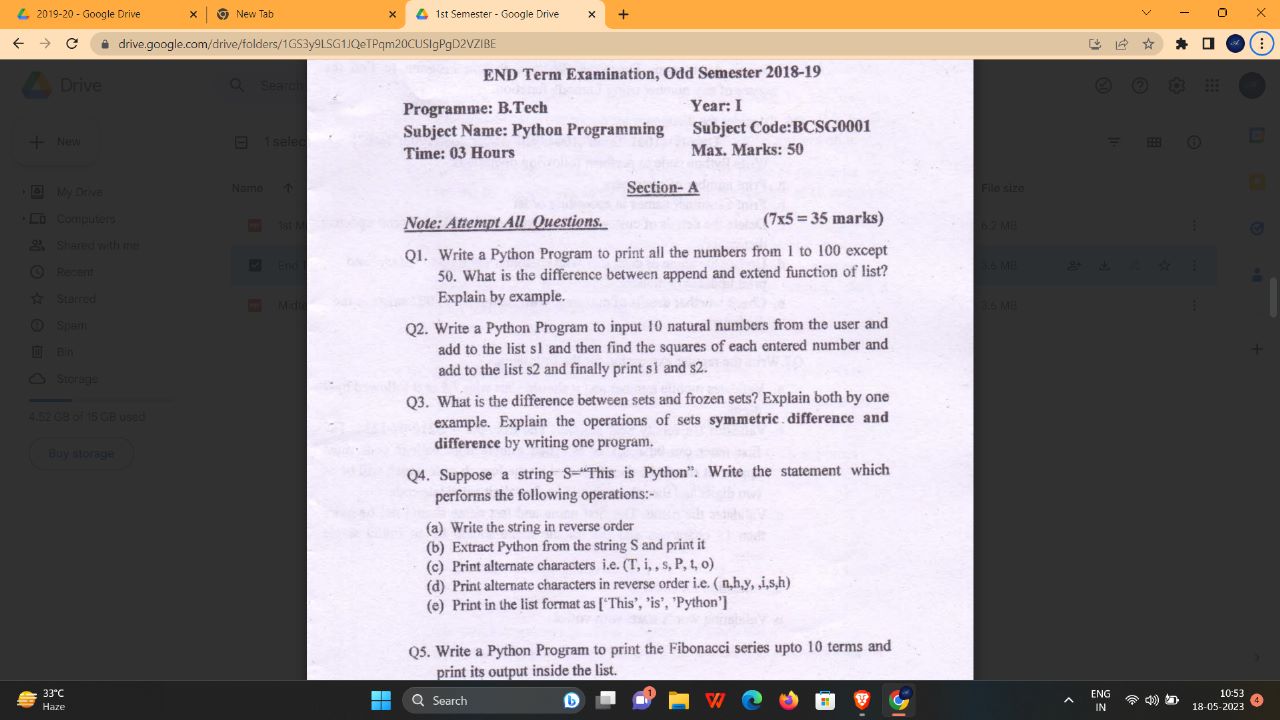 2019-20 - Google Drive
New Tab
1st Semester - Google Drive
drive.google.com/drive/folders/1GS3y9LSG1JQeTPqm20CUSIgPgD2VZIBE
Drive
Search
New
1 selec
My Drive
Computers
Shared with me
Recent
Starred
Spam
Bin
Storage
4.52 GB of 15 GB used
Buy storage
Name
File size
1st M
6.2 MB
End T
3.6 MB
Midte
3.6 MB
END Term Examination, Odd Semester 2018-19
Programme: B.Tech Year: I
Subject Name: Python Programming Subject Code:BCSG0001
Time: 03 Hours Max. Marks: 50
Section- A
Note: Attempt All Questions. (7x5 = 35 marks)
Q1. Write a Python Program to print all the numbers from 1 to 100 except
50. What is the difference between append and extend function of list?
Explain by example.
Q2. Write a Python Program to input 10 natural numbers from the user and
add to the list s1 and then find the squares of each entered number and
add to the list s2 and finally print s1 and s2.
Q3. What is the difference between sets and frozen sets? Explain both by one
example. Explain the operations of sets symmetric difference and
difference by writing one program.
Q4. Suppose a string S="This is Python". Write the statement which
performs the following operations:-
(a) Write the string in reverse order
(b) Extract Python from the string S and print it
(c) Print alternate characters i.e. (T, i, , s, P, t, o)
(d) Print alternate characters in reverse order i.e. ( n,h,y, ,i,s,h)
(e) Print in the list format as ['This', 'is', 'Python']
Q5. Write a Python Program to print the Fibonacci series upto 10 terms and
print its output inside the list.
33°C
Haze
Search
1
ENG
IN
10:53
18-05-2023
4